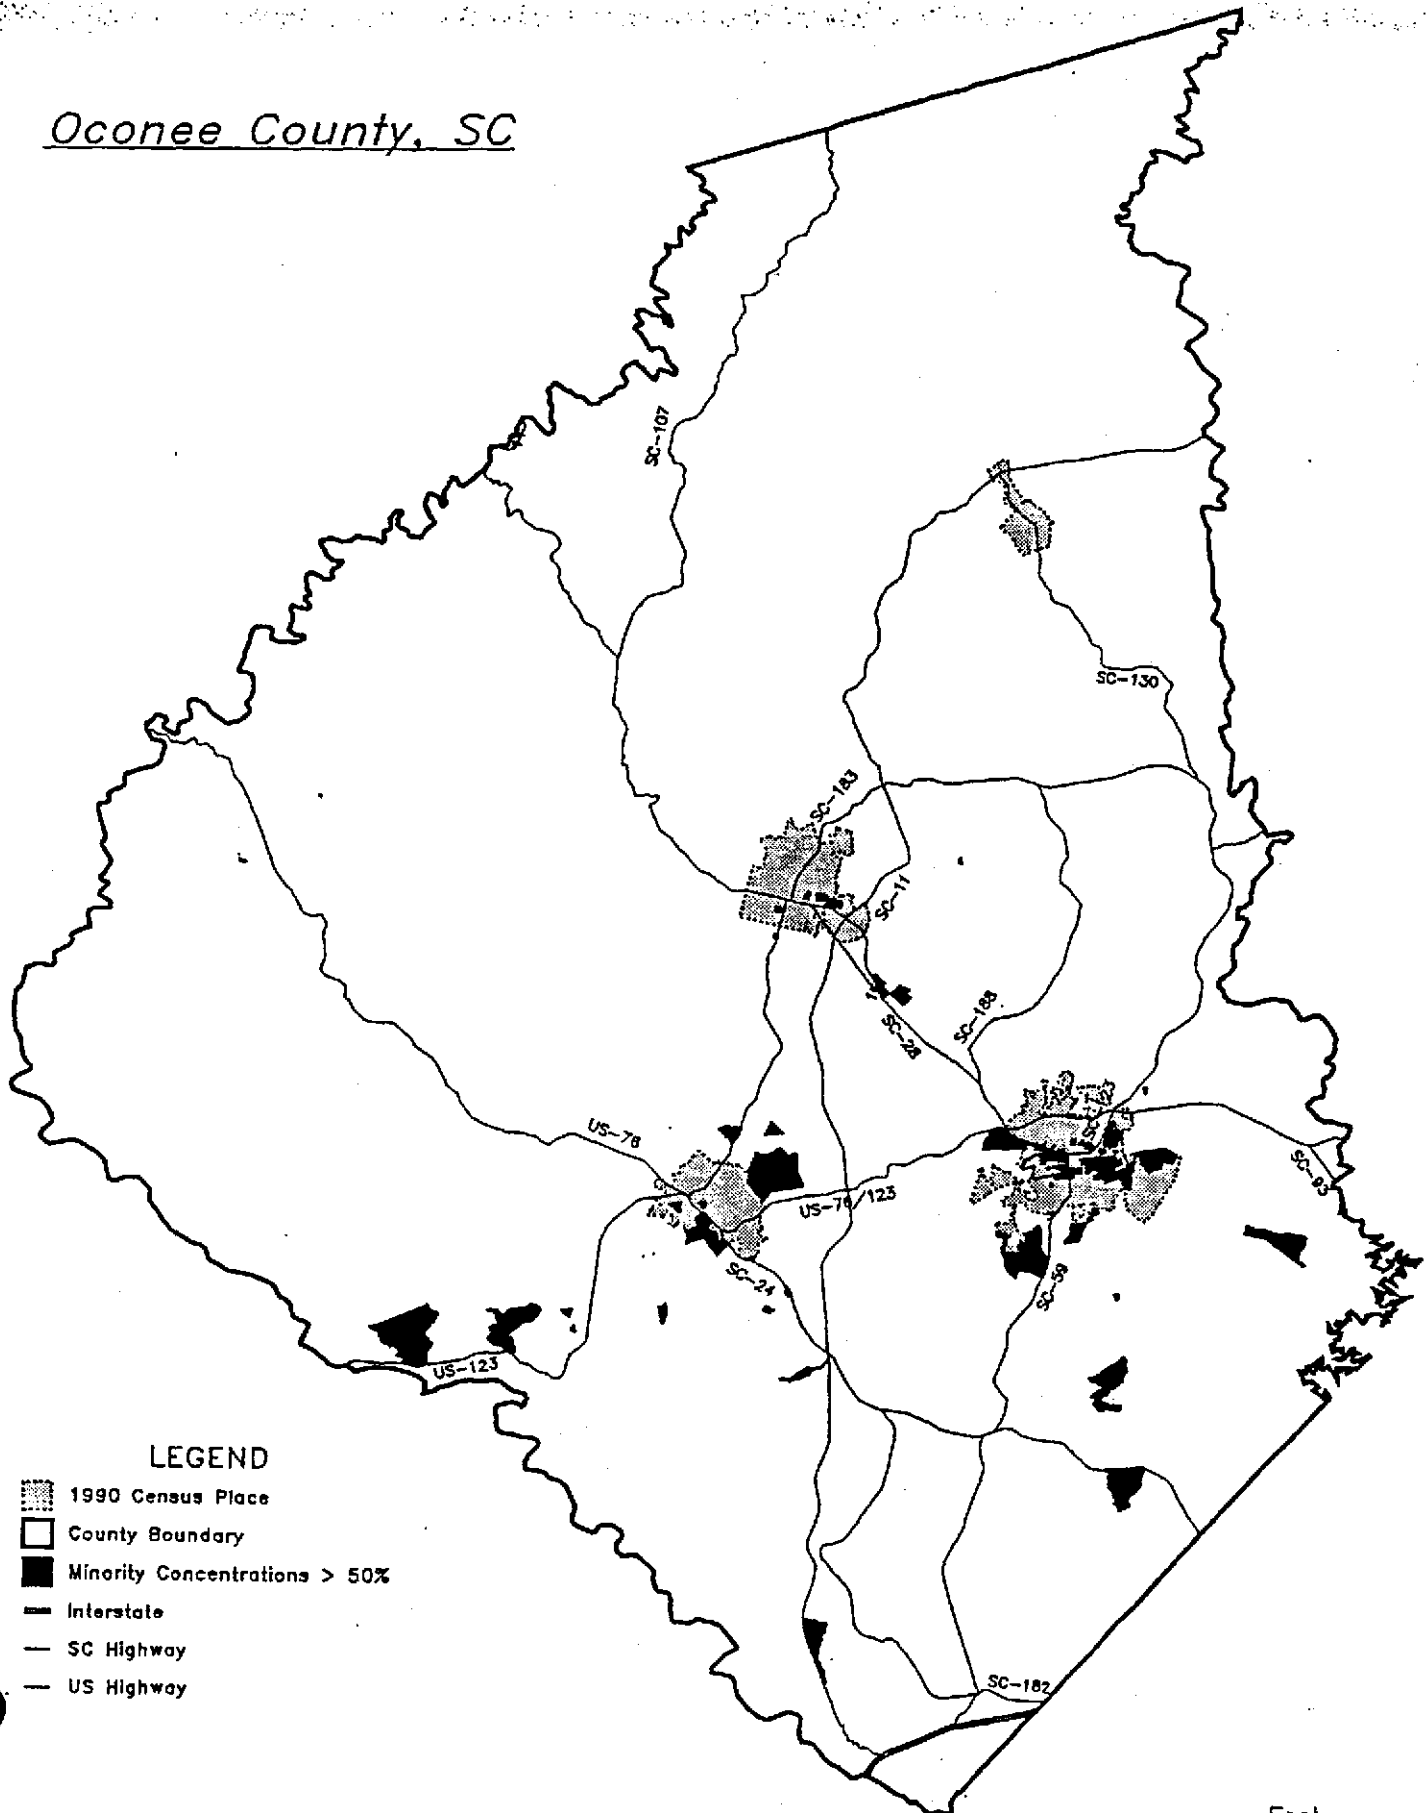 Oconee County, SC
SC-107
SC-130
SC-183
SC-11
SC-188
SC-28
US-76
US-76/123
SC-93
SC-24
SC-59
US-123
LEGEND
1990 Census Place
County Boundary
Minority Concentrations > 50%
Interstate
SC Highway
US Highway
SC-182